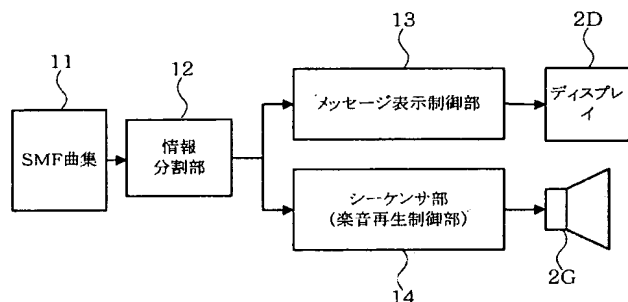 11
SMF曲集
12
情報
分割部
13
メッセージ表示制御部
2D
ディスプレ
イ
シーケンサ部
(楽音再生制御部)
14
2G